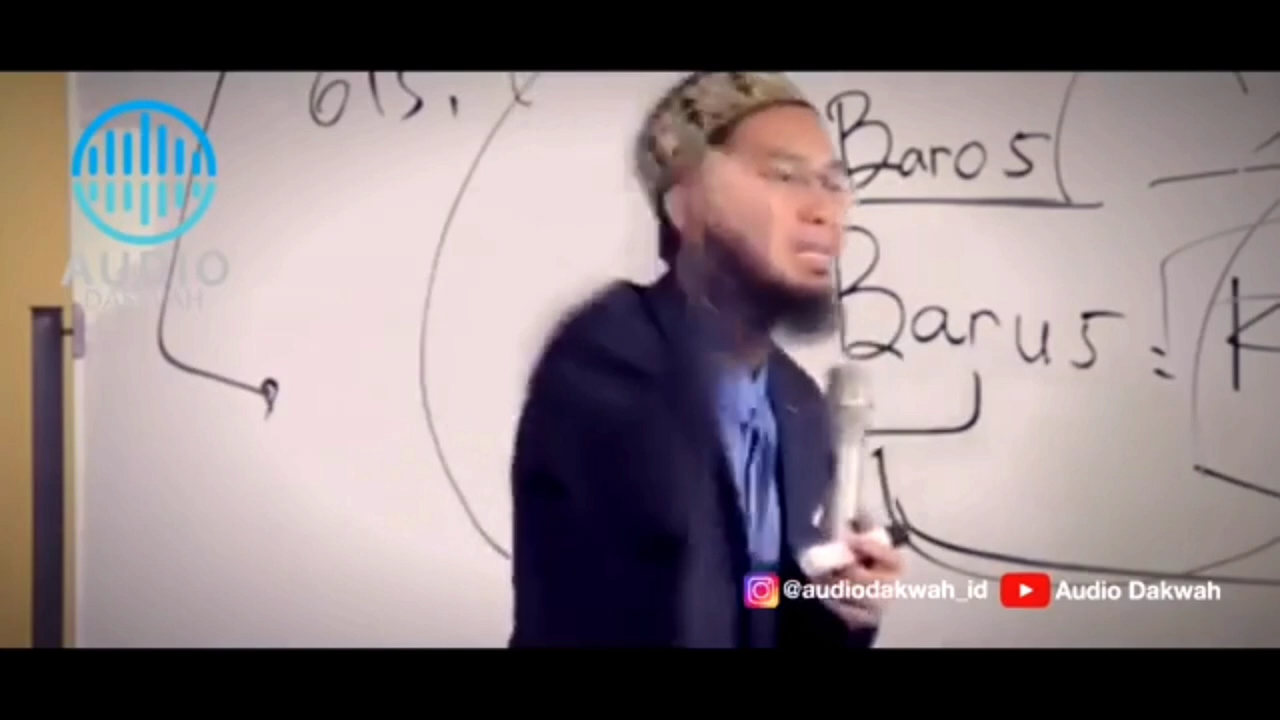 615.
Baros
AUDIO
DAKWAH
Barus :
K
@audiodakwah_id Audio Dakwah